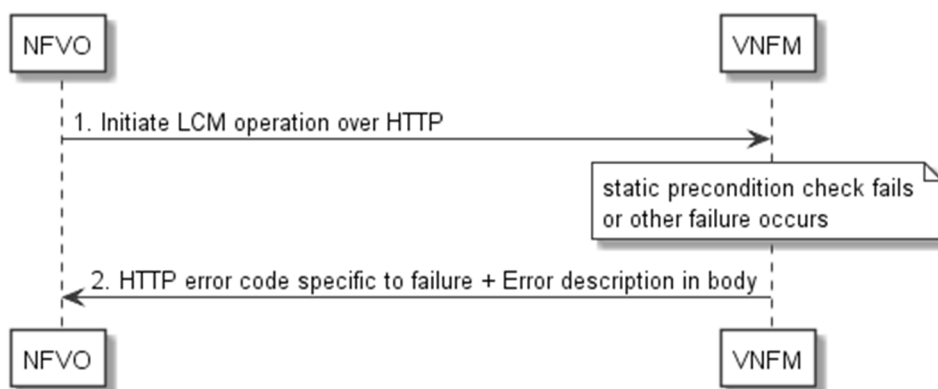 NFVO
VNFM
1. Initiate LCM operation over HTTP
static precondition check fails
or other failure occurs
2. HTTP error code specific to failure + Error description in body
NFVO
VNFM